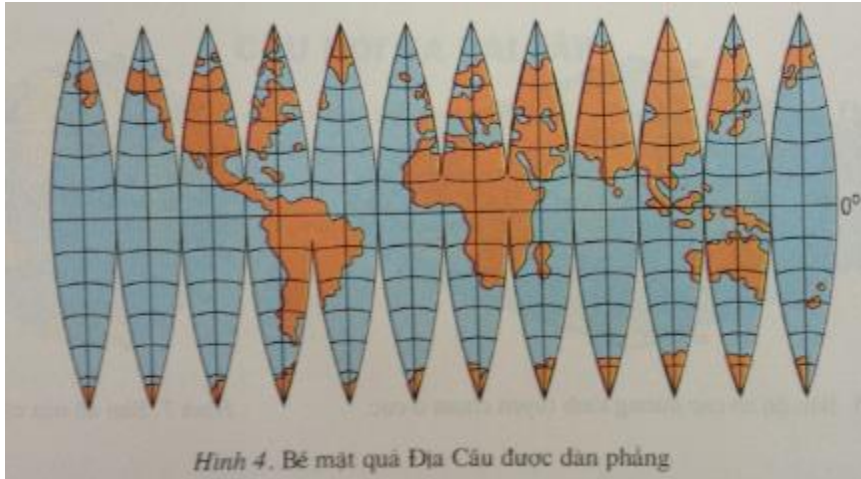 0°
Hình 4. Bề mặt quả Địa Cầu được dàn phẳng